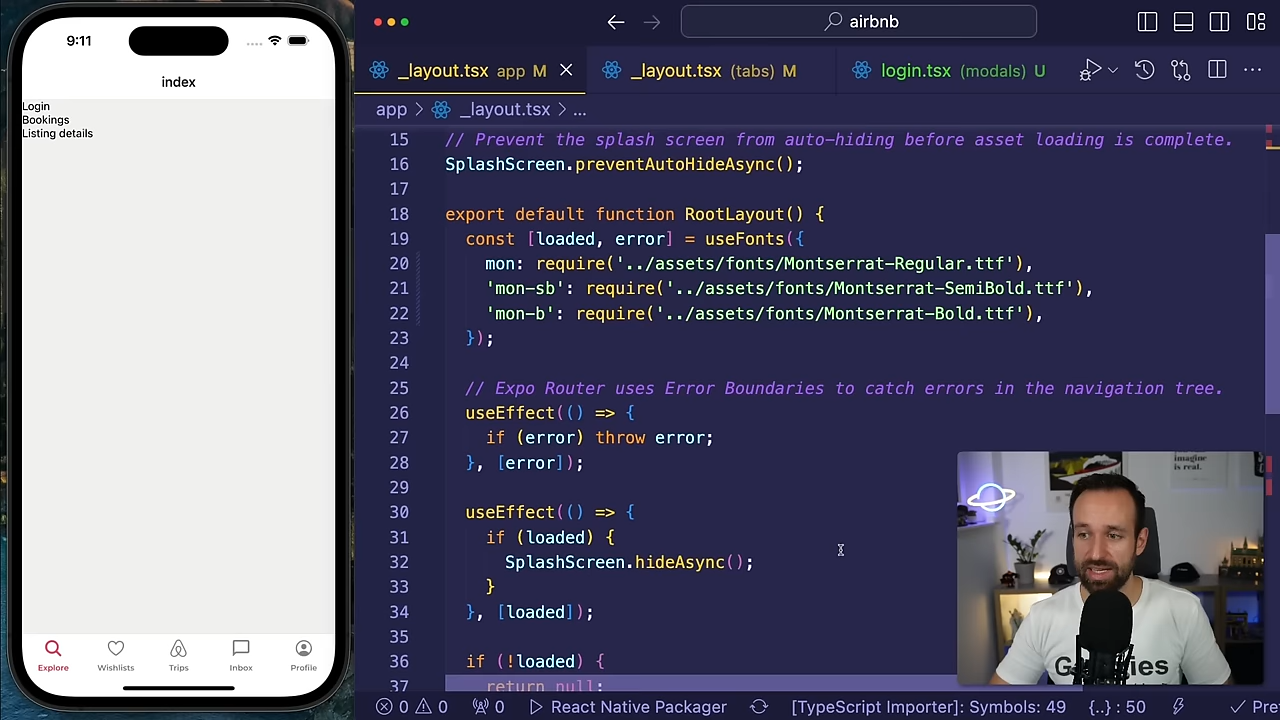 9:11
index
Login
Bookings
Listing details
Explore
Wishlists
Trips
Inbox
Profile
airbnb
_layout.tsx app M
_layout.tsx (tabs) M
login.tsx (modals) U
app > _layout.tsx > ...
15 // Prevent the splash screen from auto-hiding before asset loading is complete.
16 SplashScreen.preventAutoHideAsync();
17
18 export default function RootLayout() {
19 const [loaded, error] = useFonts({
20 mon: require('../assets/fonts/Montserrat-Regular.ttf'),
21 'mon-sb': require('../assets/fonts/Montserrat-SemiBold.ttf'),
22 'mon-b': require('../assets/fonts/Montserrat-Bold.ttf'),
23 });
24
25 // Expo Router uses Error Boundaries to catch errors in the navigation tree.
26 useEffect(() => {
27 if (error) throw error;
28 }, [error]);
29
30 useEffect(() => {
31 if (loaded) {
32 SplashScreen.hideAsync();
33 }
34 }, [loaded]);
35
36 if (!loaded) {
37 return null;
imagine
is real.
0 0 0 React Native Packager [TypeScript Importer]: Symbols: 49 {..} : 50 Pre